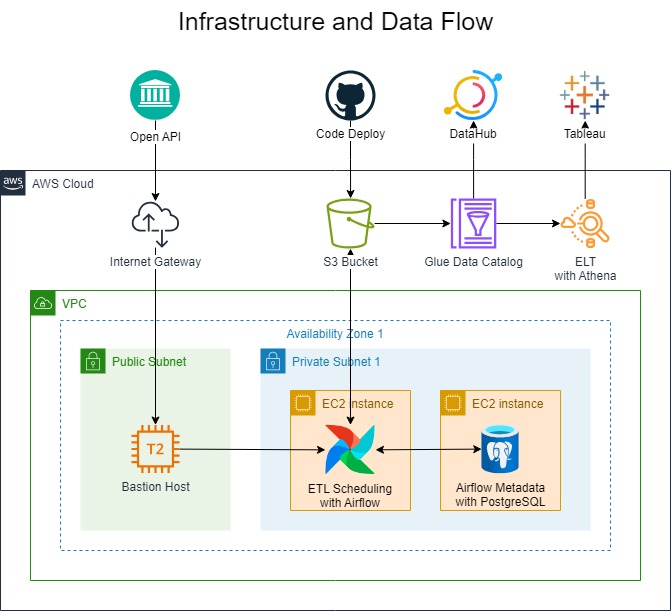 Infrastructure and Data Flow
Open API
Code Deploy
DataHub
Tableau
aws
AWS Cloud
Internet Gateway
S3 Bucket
Glue Data Catalog
ELT
with Athena
VPC
Availability Zone 1
Public Subnet
Private Subnet 1
EC2 instance
EC2 instance
T2
Bastion Host
ETL Scheduling
with Airflow
Airflow Metadata
with PostgreSQL